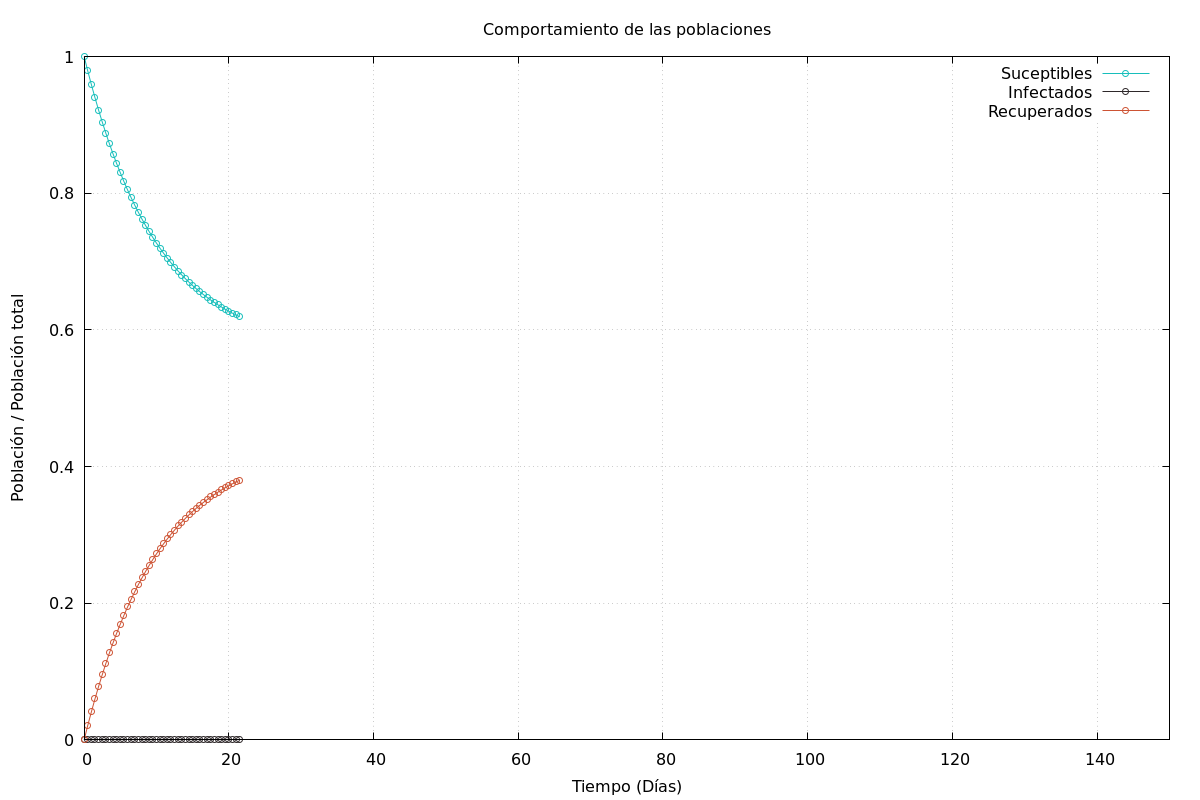 Comportamiento de las poblaciones
Suceptibles
Infectados
Recuperados
1
0.8
0.6
0.4
0.2
0
Población / Población total
0 20 40 60 80 100 120 140
Tiempo (Días)